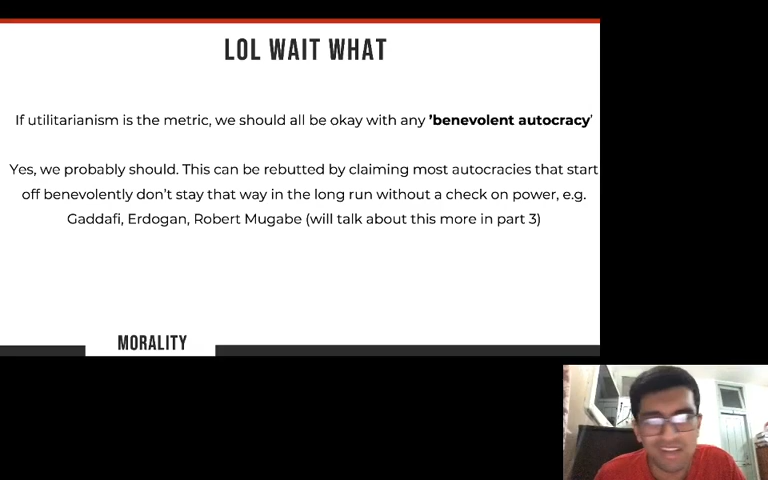 LOL WAIT WHAT
If utilitarianism is the metric, we should all be okay with any 'benevolent autocracy'
Yes, we probably should. This can be rebutted by claiming most autocracies that start
off benevolently don't stay that way in the long run without a check on power, e.g.
Gaddafi, Erdogan, Robert Mugabe (will talk about this more in part 3)
MORALITY